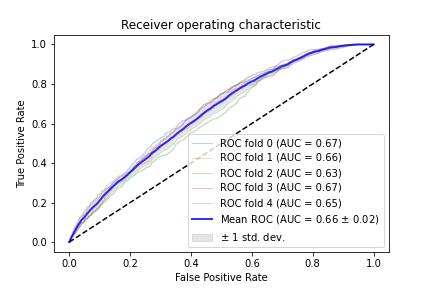 Receiver operating characteristic
True Positive Rate
1.0
0.8
0.6
0.4
0.2
0.0
ROC fold 0 (AUC = 0.67)
ROC fold 1 (AUC = 0.66)
ROC fold 2 (AUC = 0.63)
ROC fold 3 (AUC = 0.67)
ROC fold 4 (AUC = 0.65)
Mean ROC (AUC = 0.66 ± 0.02)
± 1 std. dev.
0.0 0.2 0.4 0.6 0.8 1.0
False Positive Rate